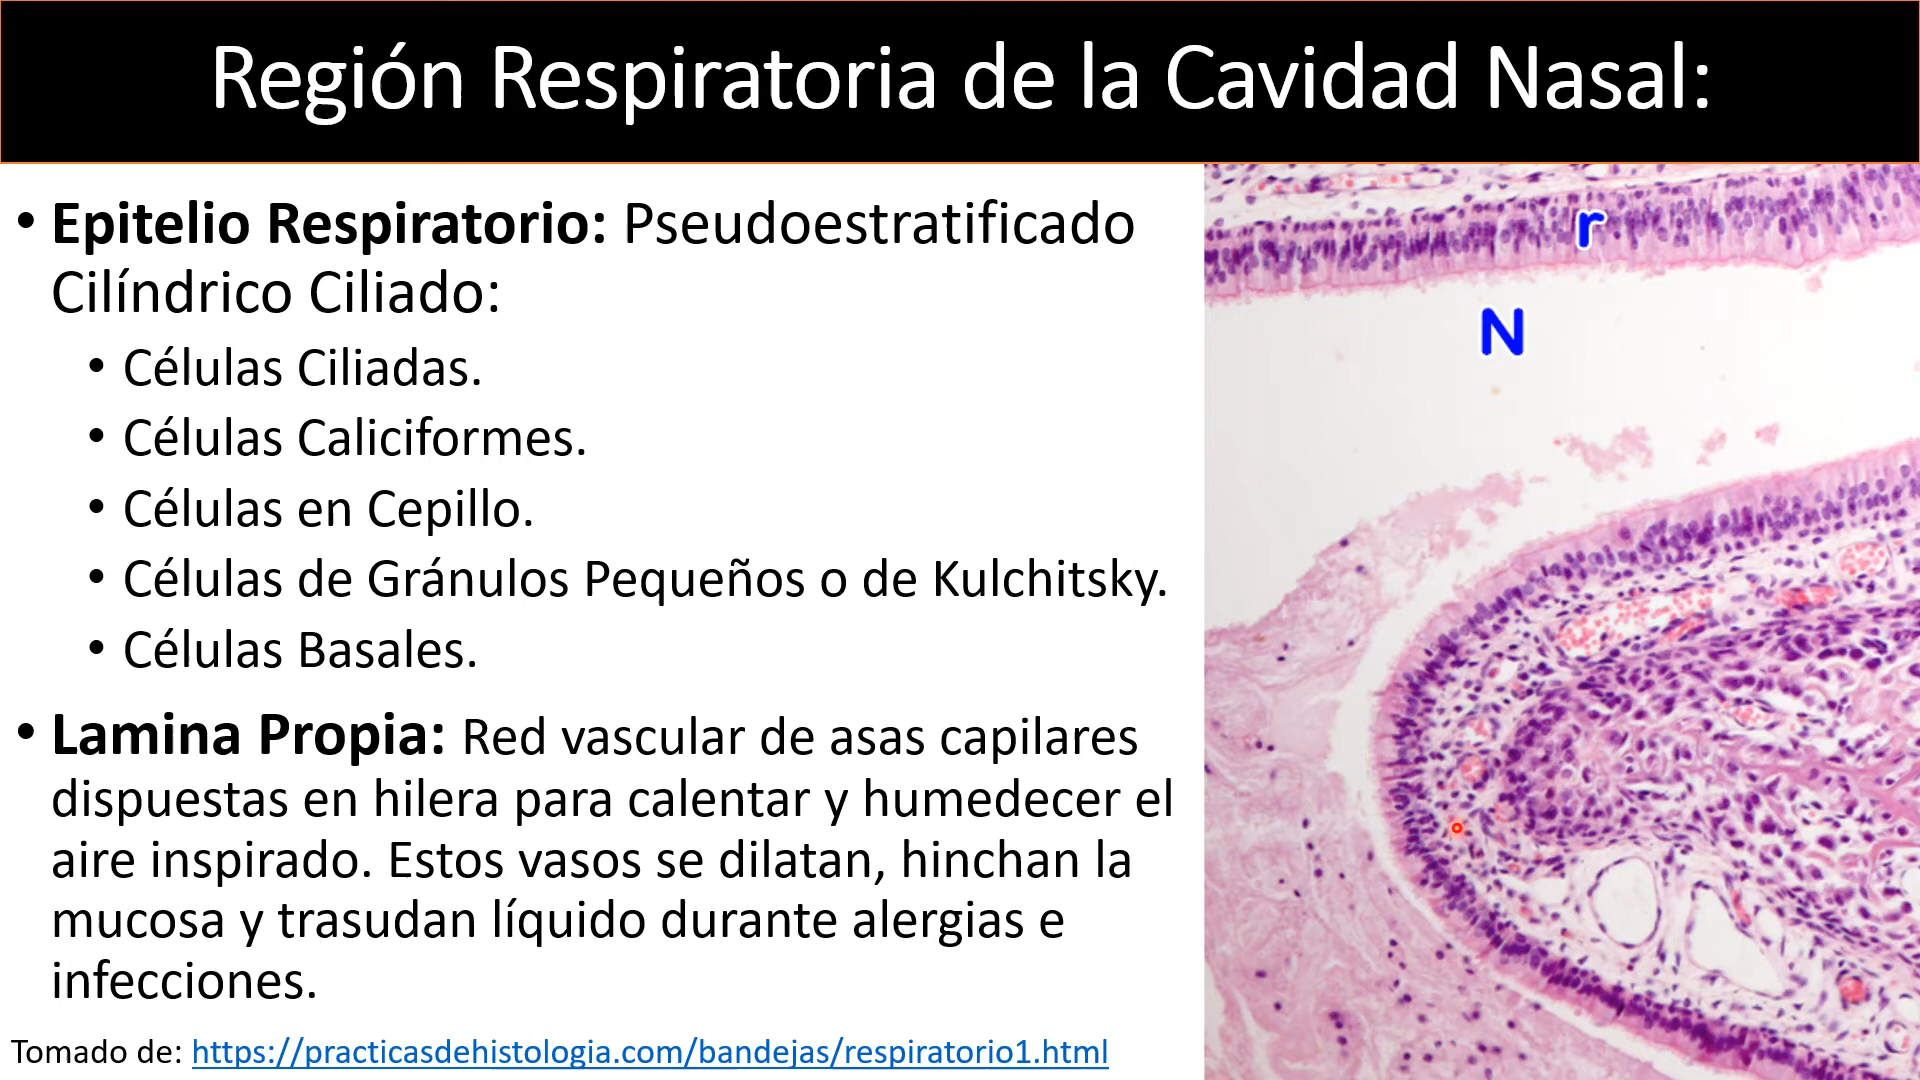 Región Respiratoria de la Cavidad Nasal:
• Epitelio Respiratorio: Pseudoestratificado
Cilíndrico Ciliado:
• Células Ciliadas.
• Células Caliciformes.
• Células en Cepillo.
• Células de Gránulos Pequeños o de Kulchitsky.
• Células Basales.
• Lamina Propia: Red vascular de asas capilares
dispuestas en hilera para calentar y humedecer el
aire inspirado. Estos vasos se dilatan, hinchan la
mucosa y trasudan líquido durante alergias e
infecciones.
Tomado de: https://practicasdehistologia.com/bandejas/respiratorio1.html
r
N